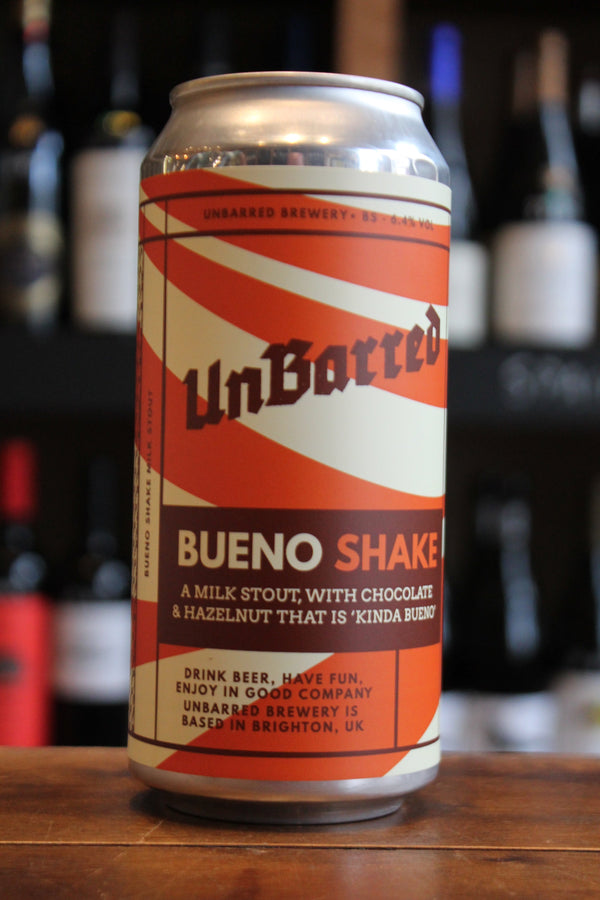 UNBARRED BREWERY • BS - 6.4% VOL
UnBarred
BUENO SHAKE MILK STOUT
BUENO SHAKE
A MILK STOUT, WITH CHOCOLATE
& HAZELNUT THAT IS 'KINDA BUENO'
DRINK BEER, HAVE FUN,
ENJOY IN GOOD COMPANY
UNBARRED BREWERY IS
BASED IN BRIGHTON, UK